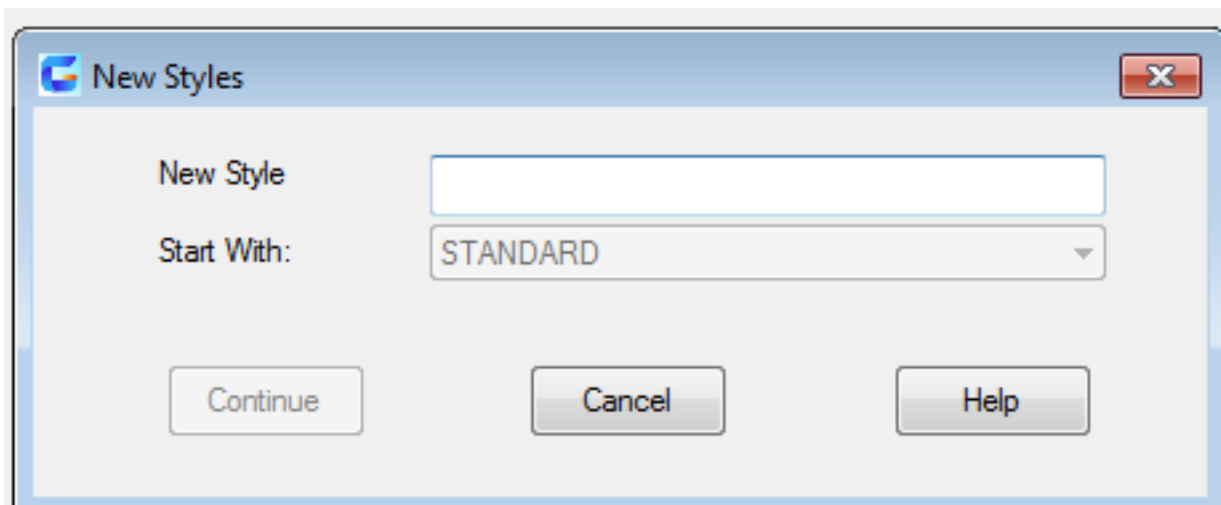 New Styles
New Style
Start With: STANDARD
Continue Cancel Help